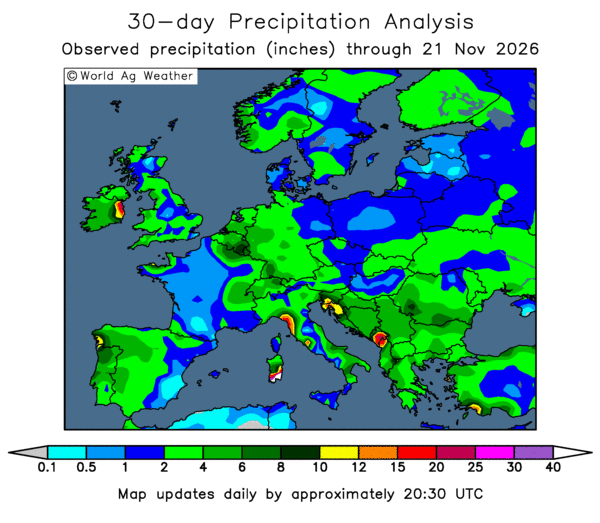 30-day Precipitation Analysis
Observed precipitation (inches) through 21 Nov 2026
© World Ag Weather
0.1 0.5 1 2 4 6 8 10 12 15 20 25 30 40
Map updates daily by approximately 20:30 UTC